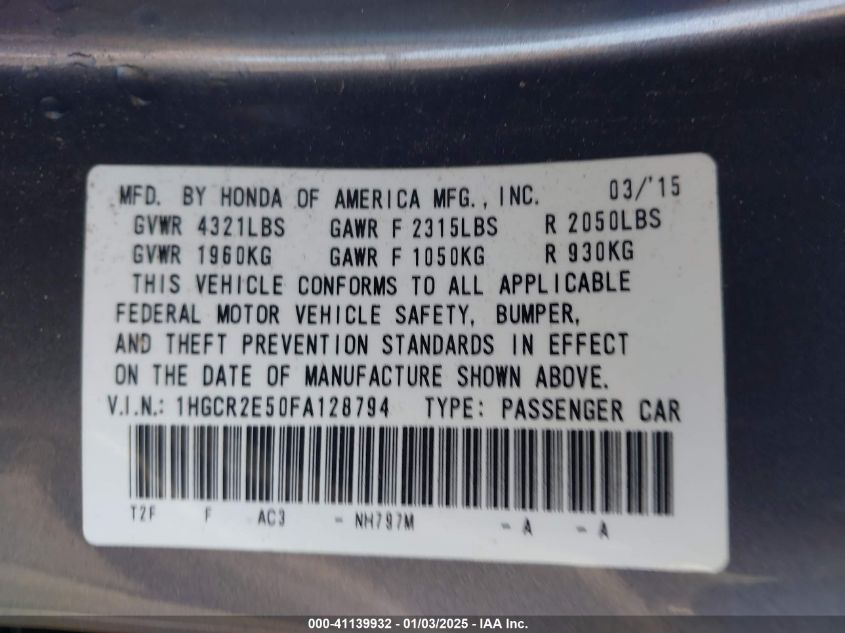 MFD. BY HONDA OF AMERICA MFG., INC. 03/'15
GVWR 4321LBS GAWR F 2315LBS R 2050LBS
GVWR 1960KG GAWR F 1050KG R 930KG
THIS VEHICLE CONFORMS TO ALL APPLICABLE
FEDERAL MOTOR VEHICLE SAFETY, BUMPER,
AND THEFT PREVENTION STANDARDS IN EFFECT
ON THE DATE OF MANUFACTURE SHOWN ABOVE.
V.I.N.: 1HGCR2E50FA128794 TYPE: PASSENGER CAR
T2F F AC3 - NH797M - A - A
000-41139932 - 01/03/2025 - IAA Inc.